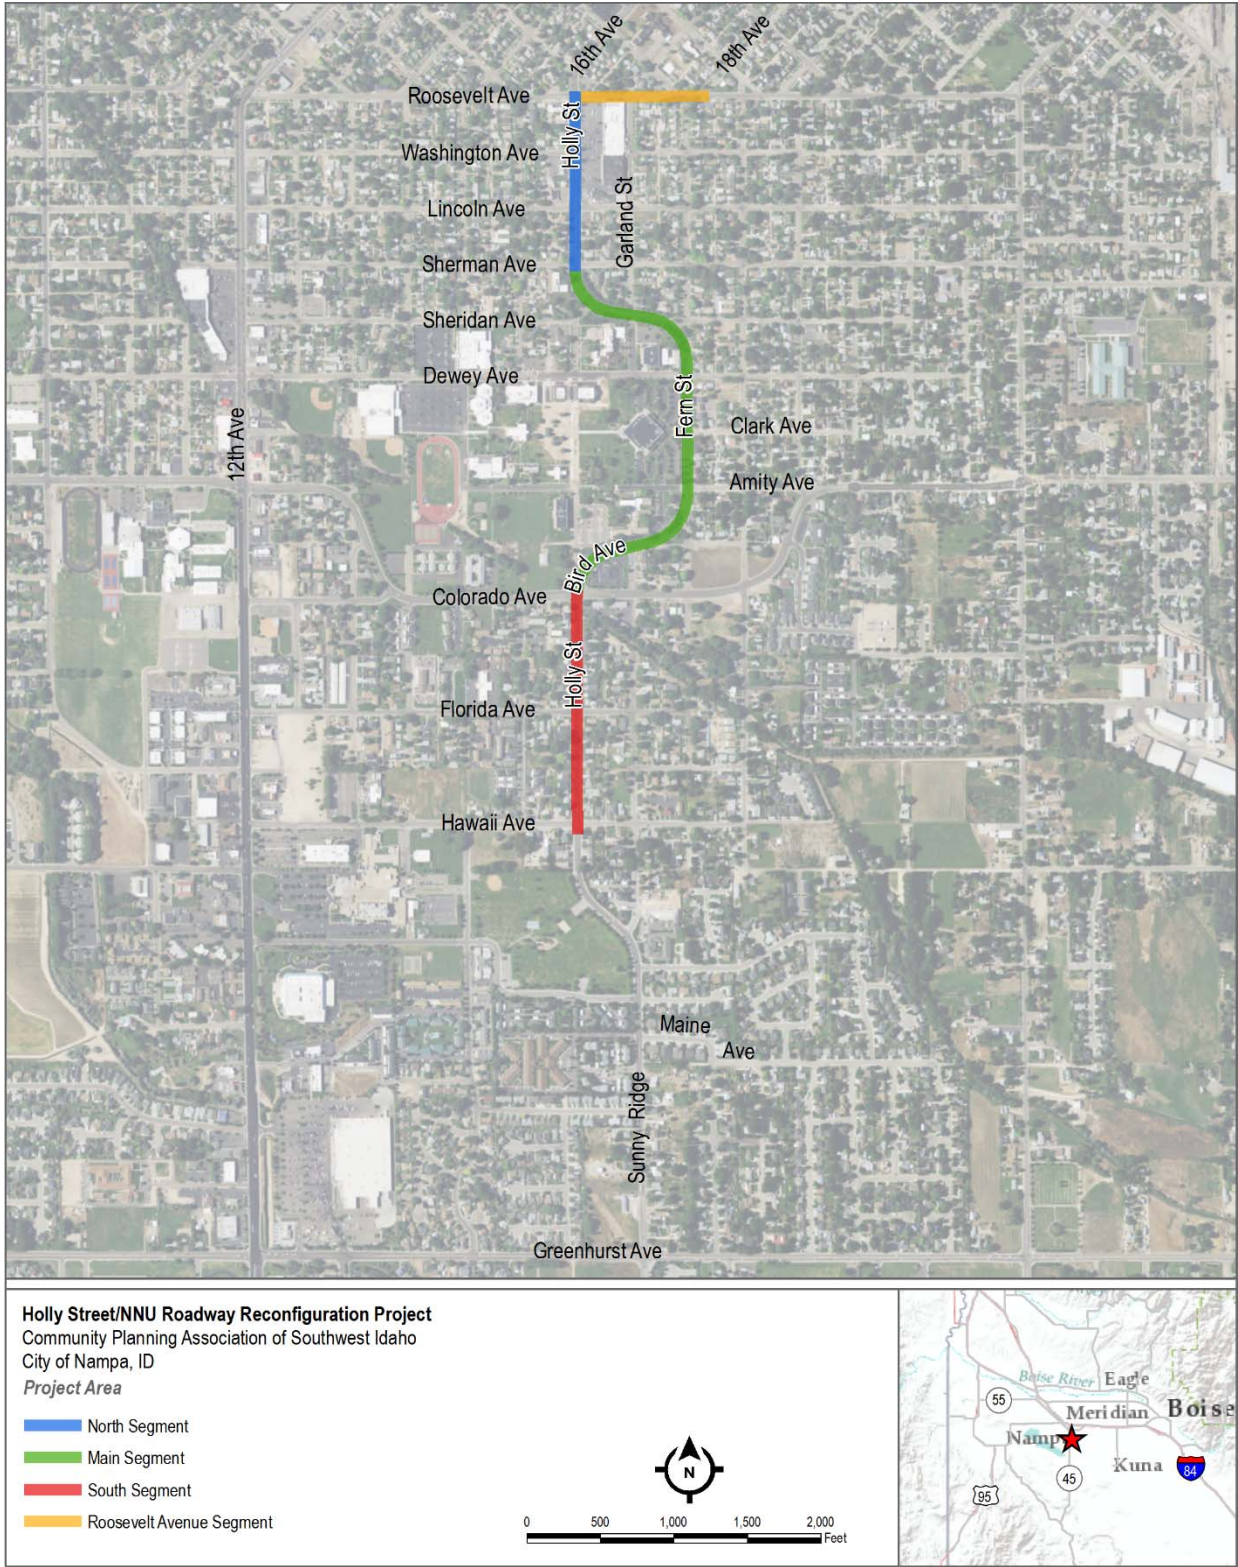 16th Ave
18th Ave
Roosevelt Ave
Holly St
Washington Ave
Garland St
Lincoln Ave
Sherman Ave
Sheridan Ave
Dewey Ave
Fern St
12th Ave
Clark Ave
Amity Ave
Bird Ave
Colorado Ave
Holly St
Florida Ave
Hawaii Ave
Maine
Ave
Sunny Ridge
Greenhurst Ave
Holly Street/NNU Roadway Reconfiguration Project
Community Planning Association of Southwest Idaho
City of Nampa, ID
Project Area
North Segment
Main Segment
South Segment
Roosevelt Avenue Segment
N
0 500 1,000 1,500 2,000
Feet
Boise River
Eagle
55
Meridian
Boise
Namp
Kuna
84
45
95